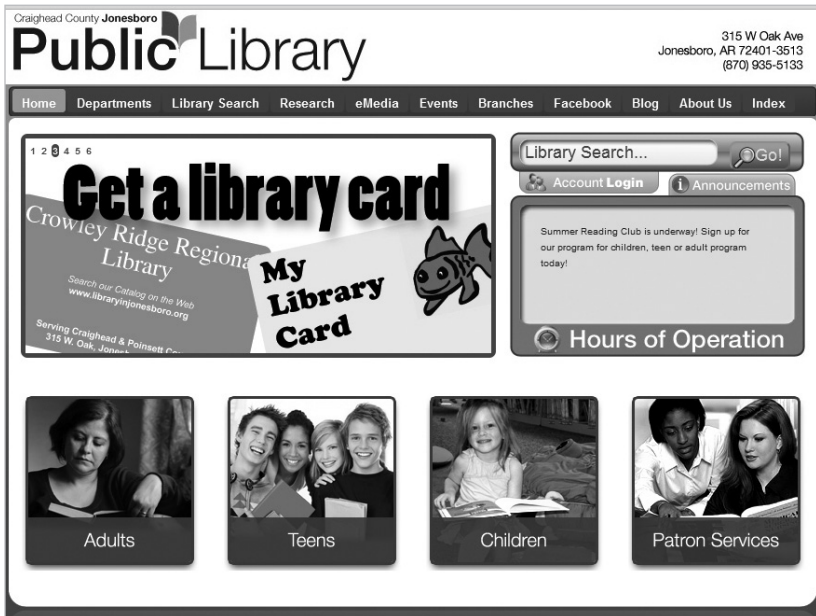 Craighead County Jonesboro
Public Library
315 W Oak Ave
Jonesboro, AR 72401-3513
(870) 935-5133
Home Departments Library Search Research eMedia Events Branches Facebook Blog About Us Index
1 2 3 4 5 6
Get a library card
Crowley Ridge Regiona
Library
Search our Catalog on the Web
www.libraryinjonesboro.org
Serving Craighead & Poinsett Co
315 W. Oak, Jones
My
Library
Card
Library Search... Go!
Account Login Announcements
Summer Reading Club is underway! Sign up for
our program for children, teen or adult program
today!
Hours of Operation
Adults Teens Children Patron Services